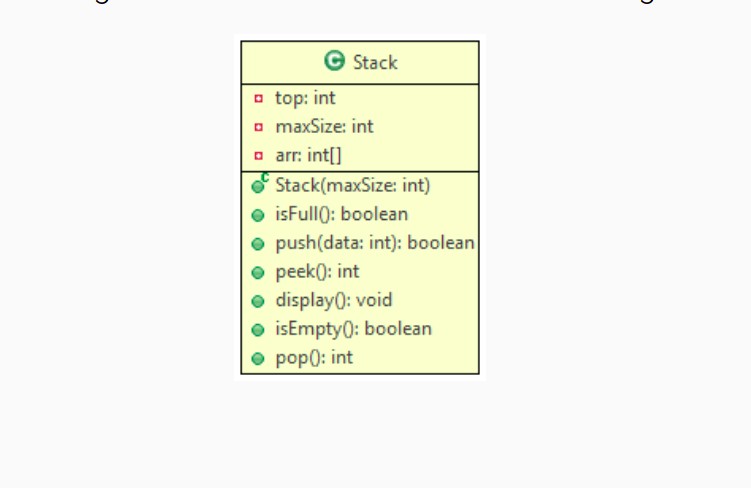 Stack
top: int
maxSize: int
arr: int[]
Stack(maxSize: int)
isFull(): boolean
push(data: int): boolean
peek(): int
display(): void
isEmpty(): boolean
pop(): int